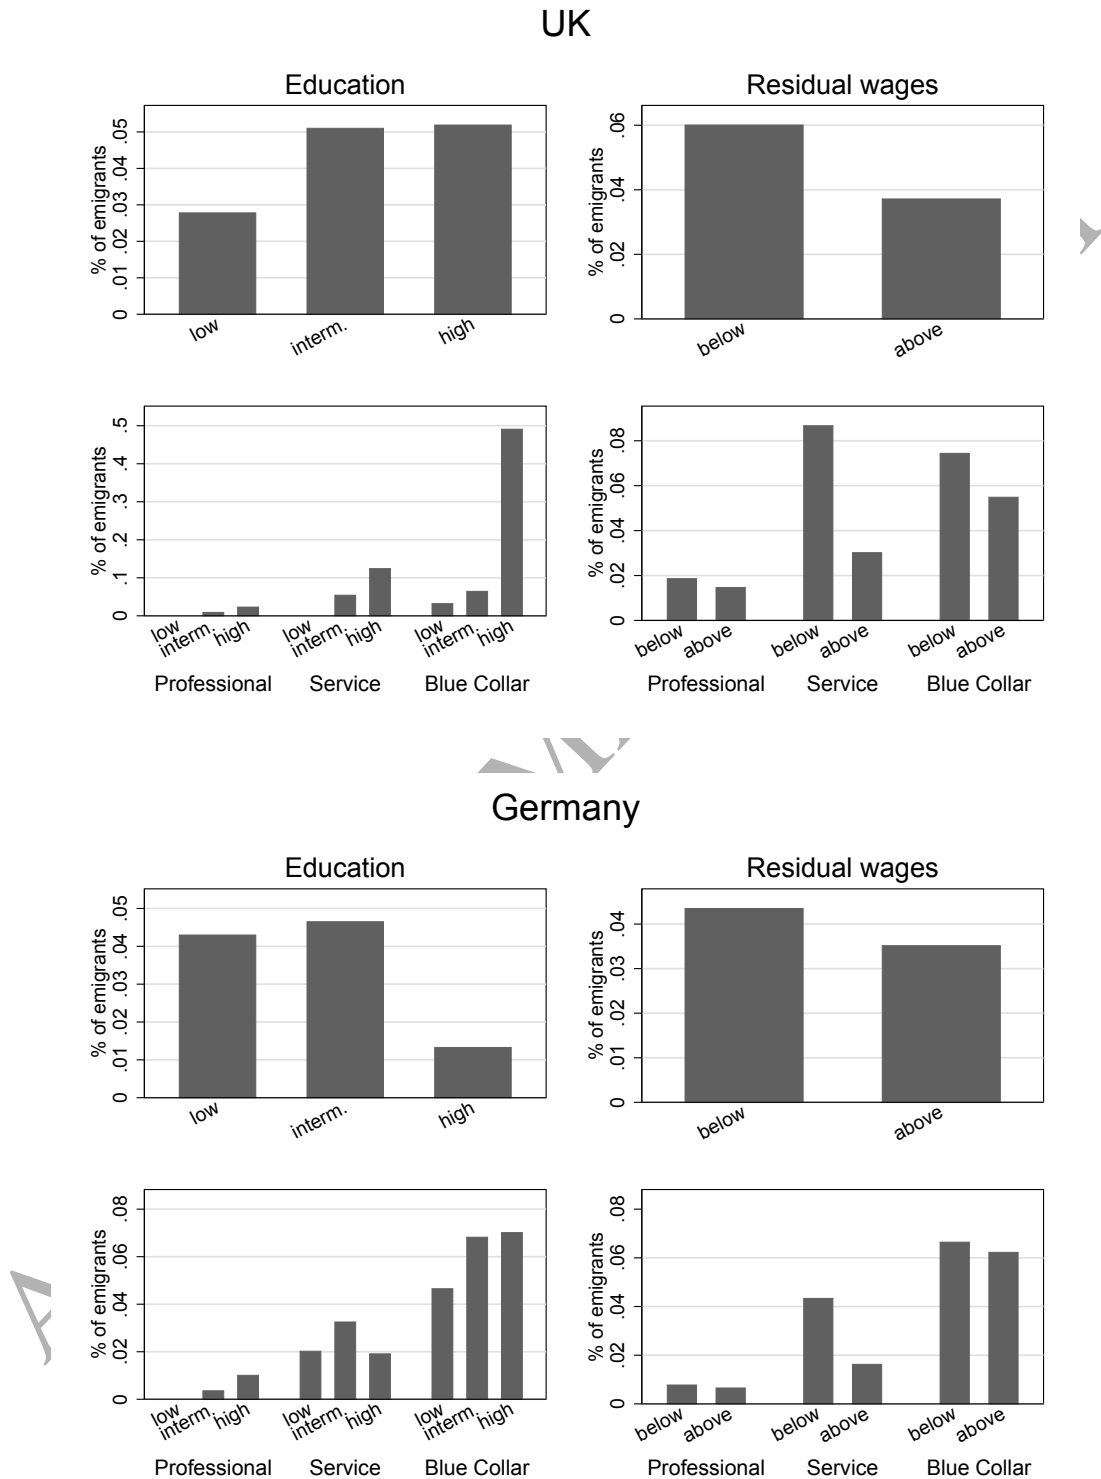 UK
Education
Residual wages
% of emigrants
0 .01 .02 .03 .04 .05
low interm. high
% of emigrants
0 .02 .04 .06
below above
% of emigrants
0 .1 .2 .3 .4 .5
low interm. high low interm. high low interm. high
Professional Service Blue Collar
% of emigrants
0 .02 .04 .06 .08
below above below above below above
Professional Service Blue Collar
Germany
Education
Residual wages
% of emigrants
0 .01 .02 .03 .04 .05
low interm. high
% of emigrants
0 .01 .02 .03 .04
below above
% of emigrants
0 .02 .04 .06 .08
low interm. high low interm. high low interm. high
Professional Service Blue Collar
% of emigrants
0 .02 .04 .06 .08
below above below above below above
Professional Service Blue Collar